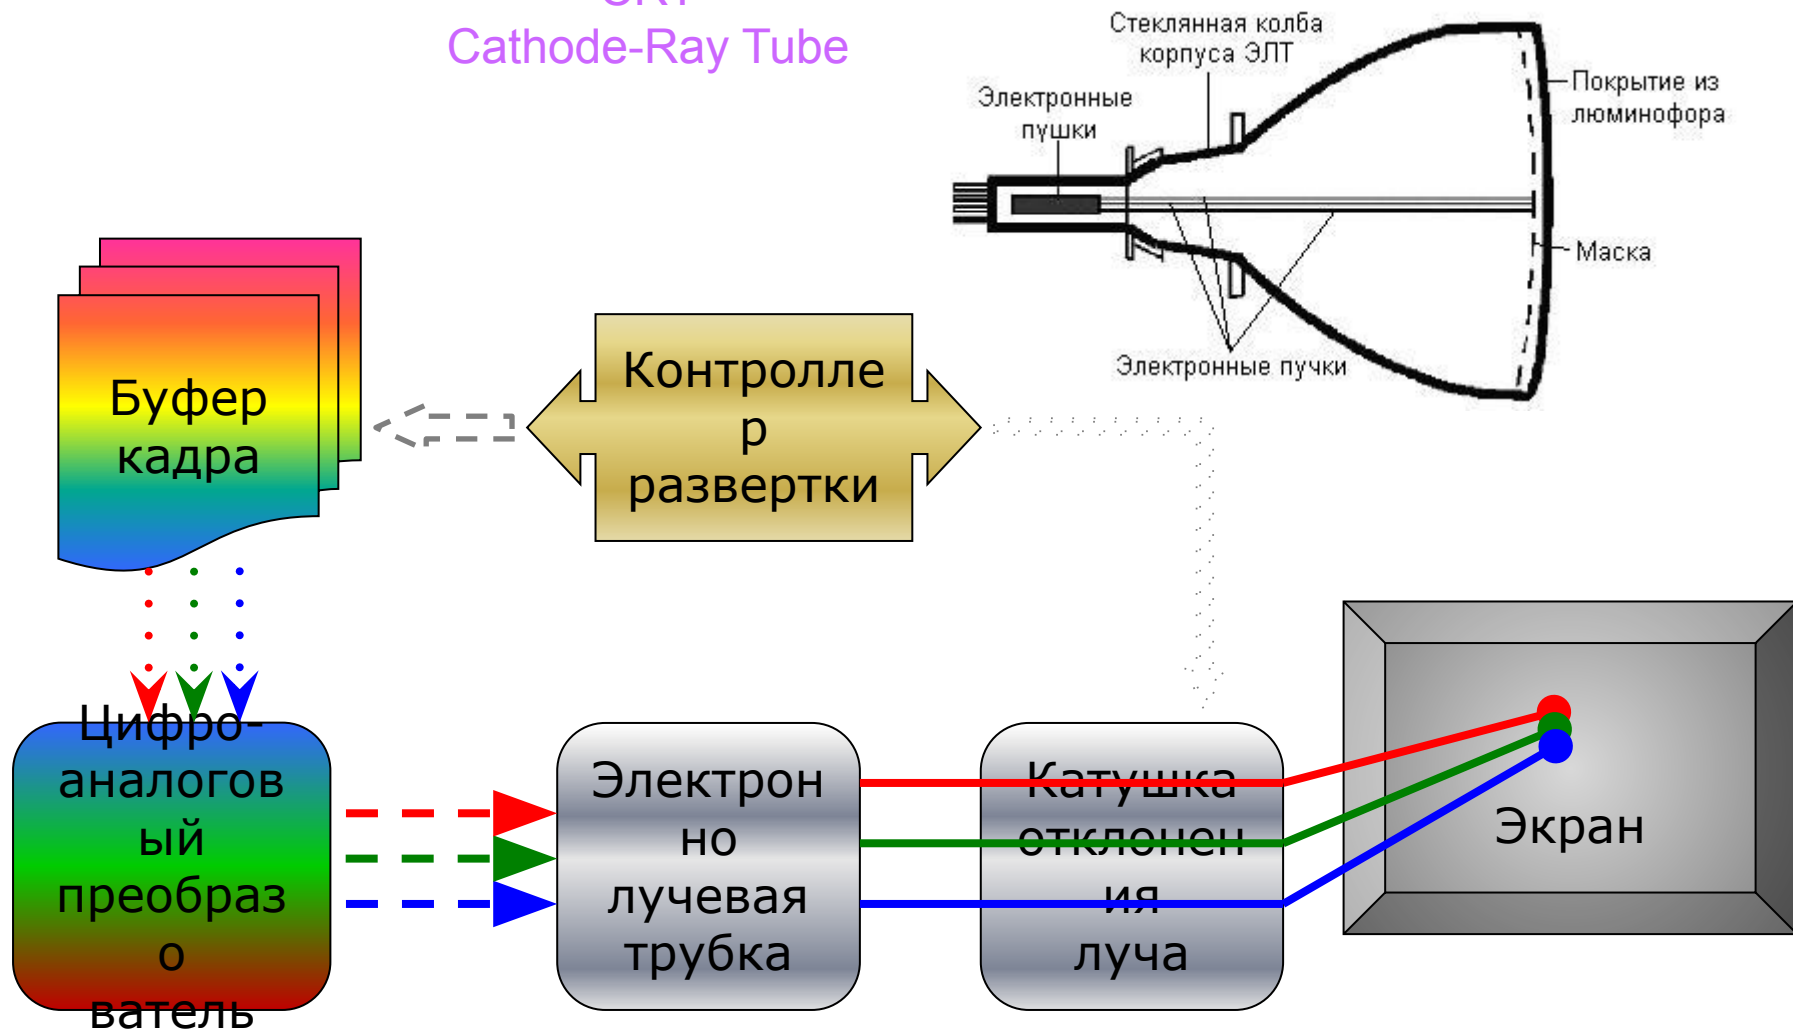 CRT
Cathode-Ray Tube
Стеклянная колба
корпуса ЭЛТ
Электронные
пушки
Покрытие из
люминофора
Маска
Электронные пучки
Буфер
кадра
Контролле
р
развертки
Цифро-
аналогов
ый
преобраз
о
ватель
Электрон
но
лучевая
трубка
Катушка
отклонен
ия
луча
Экран